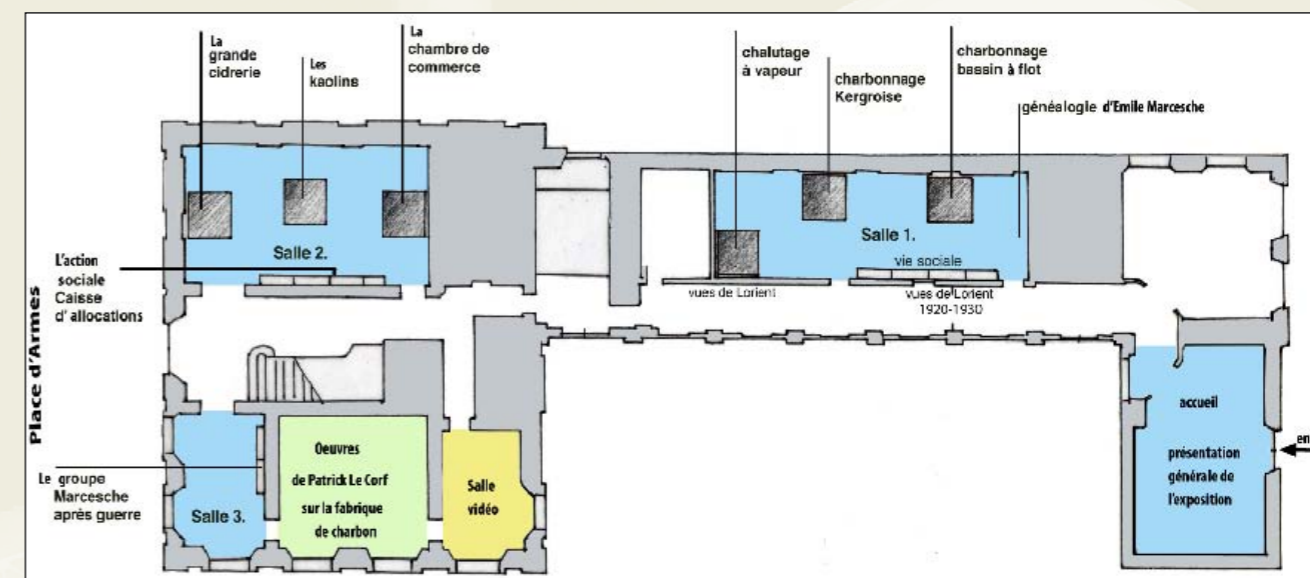 La
grande
cidrerie
Les
kaolins
La
chambre de
commerce
chalutage
à vapeur
charbonnage
Kergroise
charbonnage
bassin à flot
généalogie d'Emile Marcesche
Salle 2.
Salle 1.
vie sociale
vues de Lorient
vues de Lorient
1920-1930
L'action
sociale
Caisse
d'allocations
Place d'Armes
Le groupe
Marcesche
après guerre
Salle 3.
Oeuvres
de Patrick Le Corf
sur la fabrique
de charbon
Salle
vidéo
accueil
présentation
générale de
l'exposition